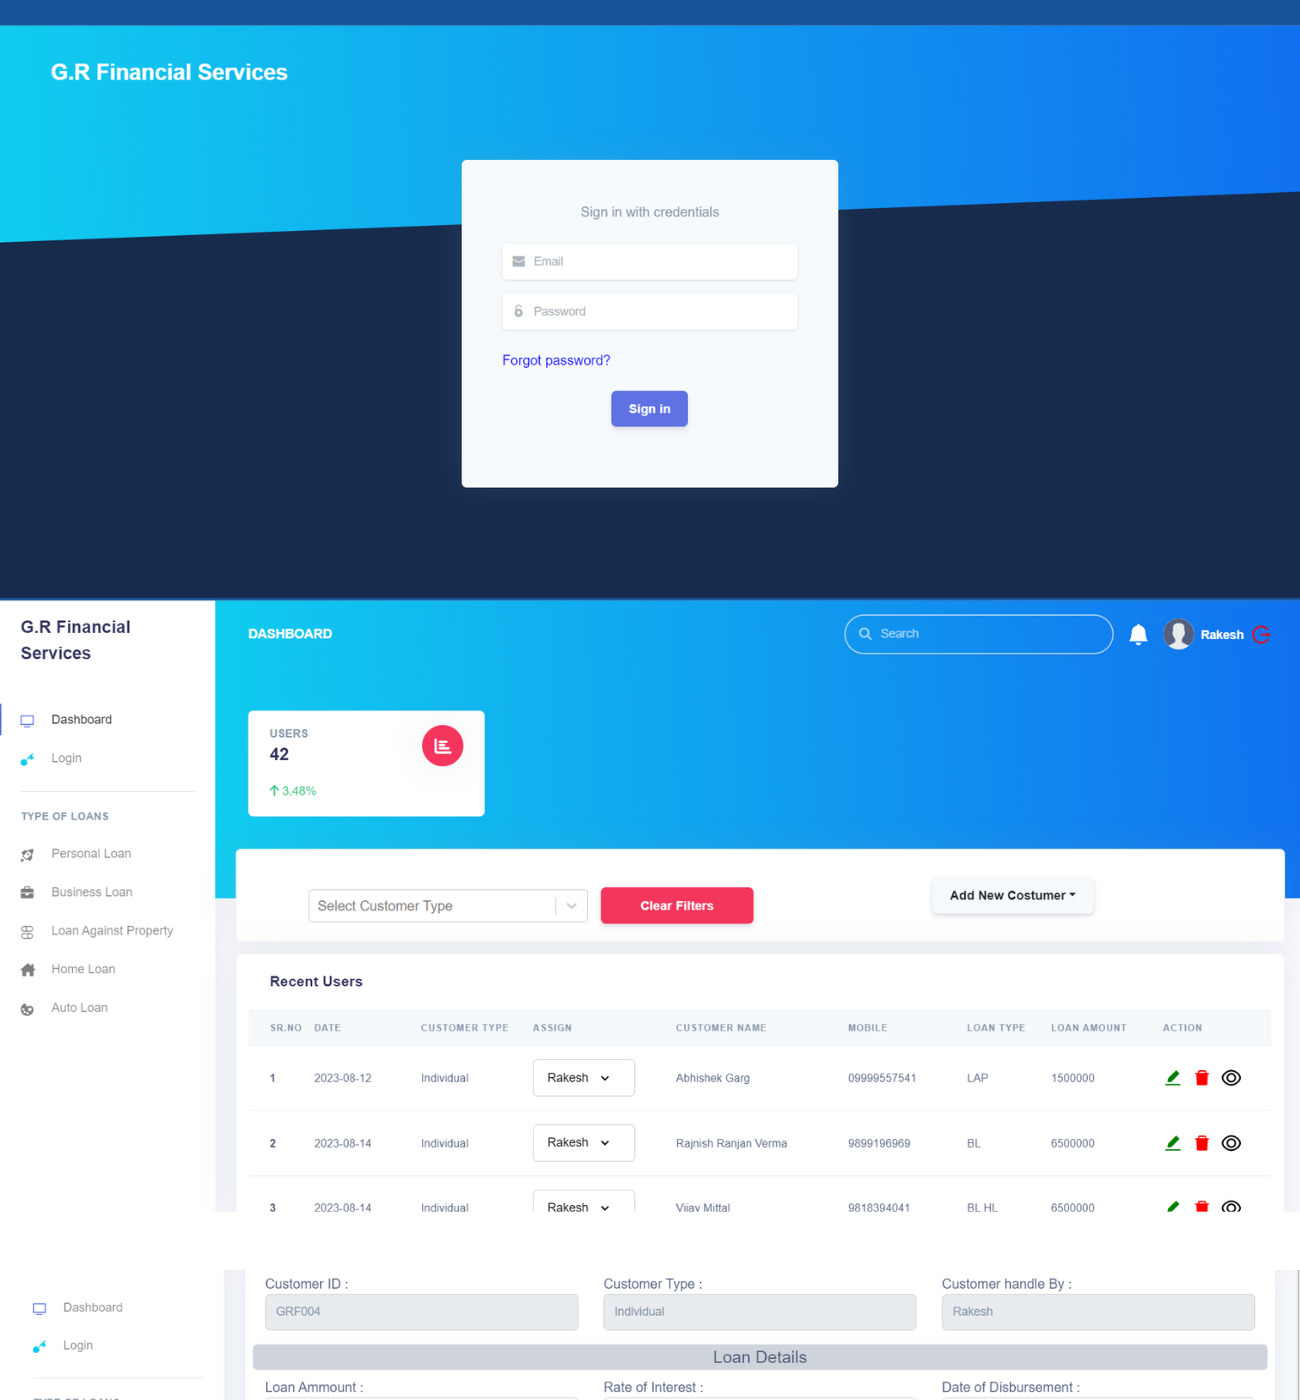 G.R Financial Services
Sign in with credentials
Email
Password
Forgot password?
Sign in
G.R Financial
Services
DASHBOARD
Search
Rakesh
Dashboard
Login
USERS
42
3.48%
TYPE OF LOANS
Personal Loan
Business Loan
Loan Against Property
Home Loan
Auto Loan
Select Customer Type
Clear Filters
Add New Costumer
Recent Users
SR.NO DATE CUSTOMER TYPE ASSIGN CUSTOMER NAME MOBILE LOAN TYPE LOAN AMOUNT ACTION
1 2023-08-12 Individual Rakesh Abhishek Garg 09999557541 LAP 1500000
2 2023-08-14 Individual Rakesh Rajnish Ranjan Verma 9899196969 BL 6500000
3 2023-08-14 Individual Rakesh Vijay Mittal 9818394041 BL HL 6500000
Dashboard
Login
TYPE OF LOANS
Customer ID : Customer Type : Customer handle By :
GRF004 Individual Rakesh
Loan Details
Loan Ammount : Rate of Interest : Date of Disbursement :